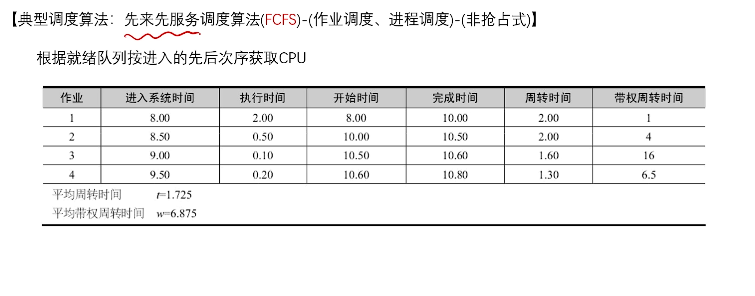 【典型调度算法：先来先服务调度算法(FCFS)-(作业调度、进程调度)-(非抢占式)】
根据就绪队列按进入的先后次序获取CPU
作业 进入系统时间 执行时间 开始时间 完成时间 周转时间 带权周转时间
1 8.00 2.00 8.00 10.00 2.00 1
2 8.50 0.50 10.00 10.50 2.00 4
3 9.00 0.10 10.50 10.60 1.60 16
4 9.50 0.20 10.60 10.80 1.30 6.5
平均周转时间 t=1.725
平均带权周转时间 w=6.875